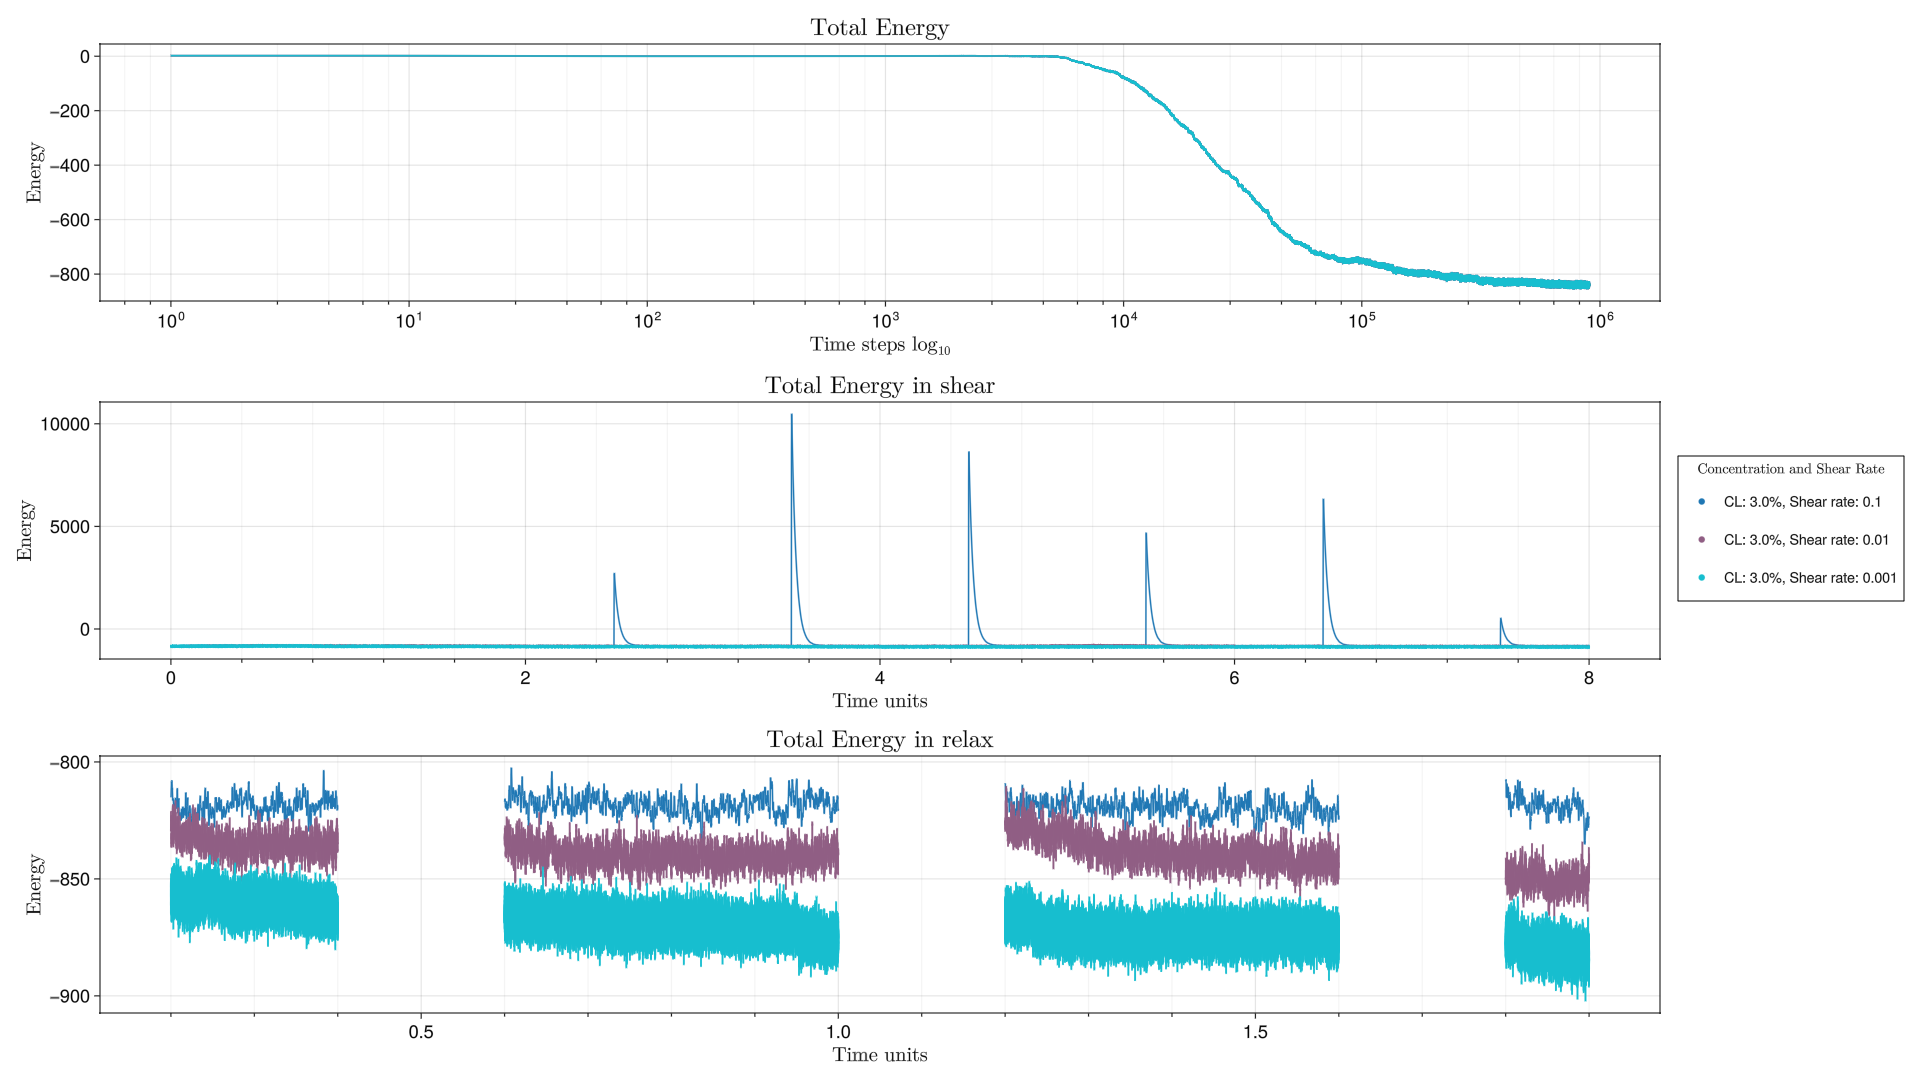 Total Energy
Energy
0
−200
−400
−600
−800
10⁰ 10¹ 10² 10³ 10⁴ 10⁵ 10⁶
Time steps log₁₀
Total Energy in shear
Energy
10000
5000
0
0 2 4 6 8
Time units
Concentration and Shear Rate
CL: 3.0%, Shear rate: 0.1
CL: 3.0%, Shear rate: 0.01
CL: 3.0%, Shear rate: 0.001
Total Energy in relax
Energy
−800
−850
−900
0.5 1.0 1.5
Time units